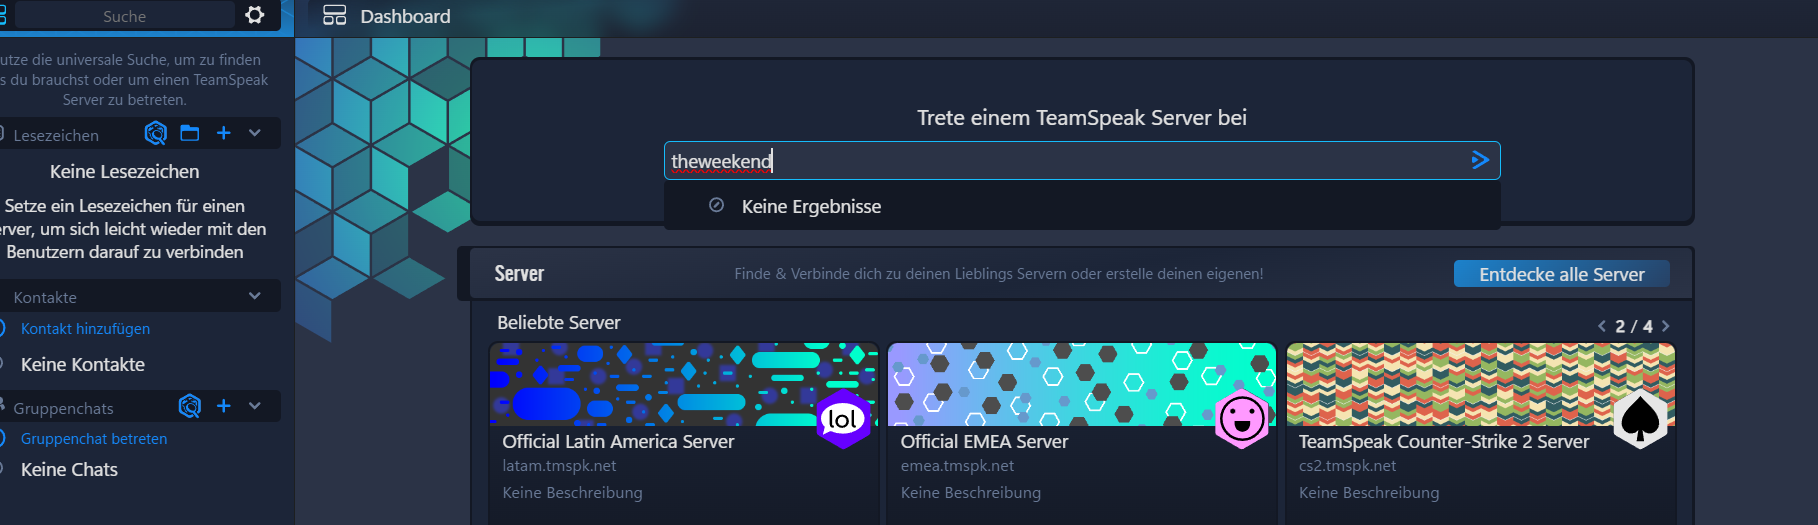 Suche
Dashboard
utze die universale Suche, um zu finden
s du brauchst oder um einen TeamSpeak
Server zu betreten.
Lesezeichen
Keine Lesezeichen
Setze ein Lesezeichen für einen
rver, um sich leicht wieder mit den
Benutzern darauf zu verbinden
Kontakte
Kontakt hinzufügen
Keine Kontakte
Gruppenchats
Gruppenchat betreten
Keine Chats
Trete einem TeamSpeak Server bei
theweekend
Keine Ergebnisse
Server
Finde & Verbinde dich zu deinen Lieblings Servern oder erstelle deinen eigenen!
Entdecke alle Server
Beliebte Server
2 / 4
lol
Official Latin America Server
latam.tmspk.net
Keine Beschreibung
Official EMEA Server
emea.tmspk.net
Keine Beschreibung
TeamSpeak Counter-Strike 2 Server
cs2.tmspk.net
Keine Beschreibung